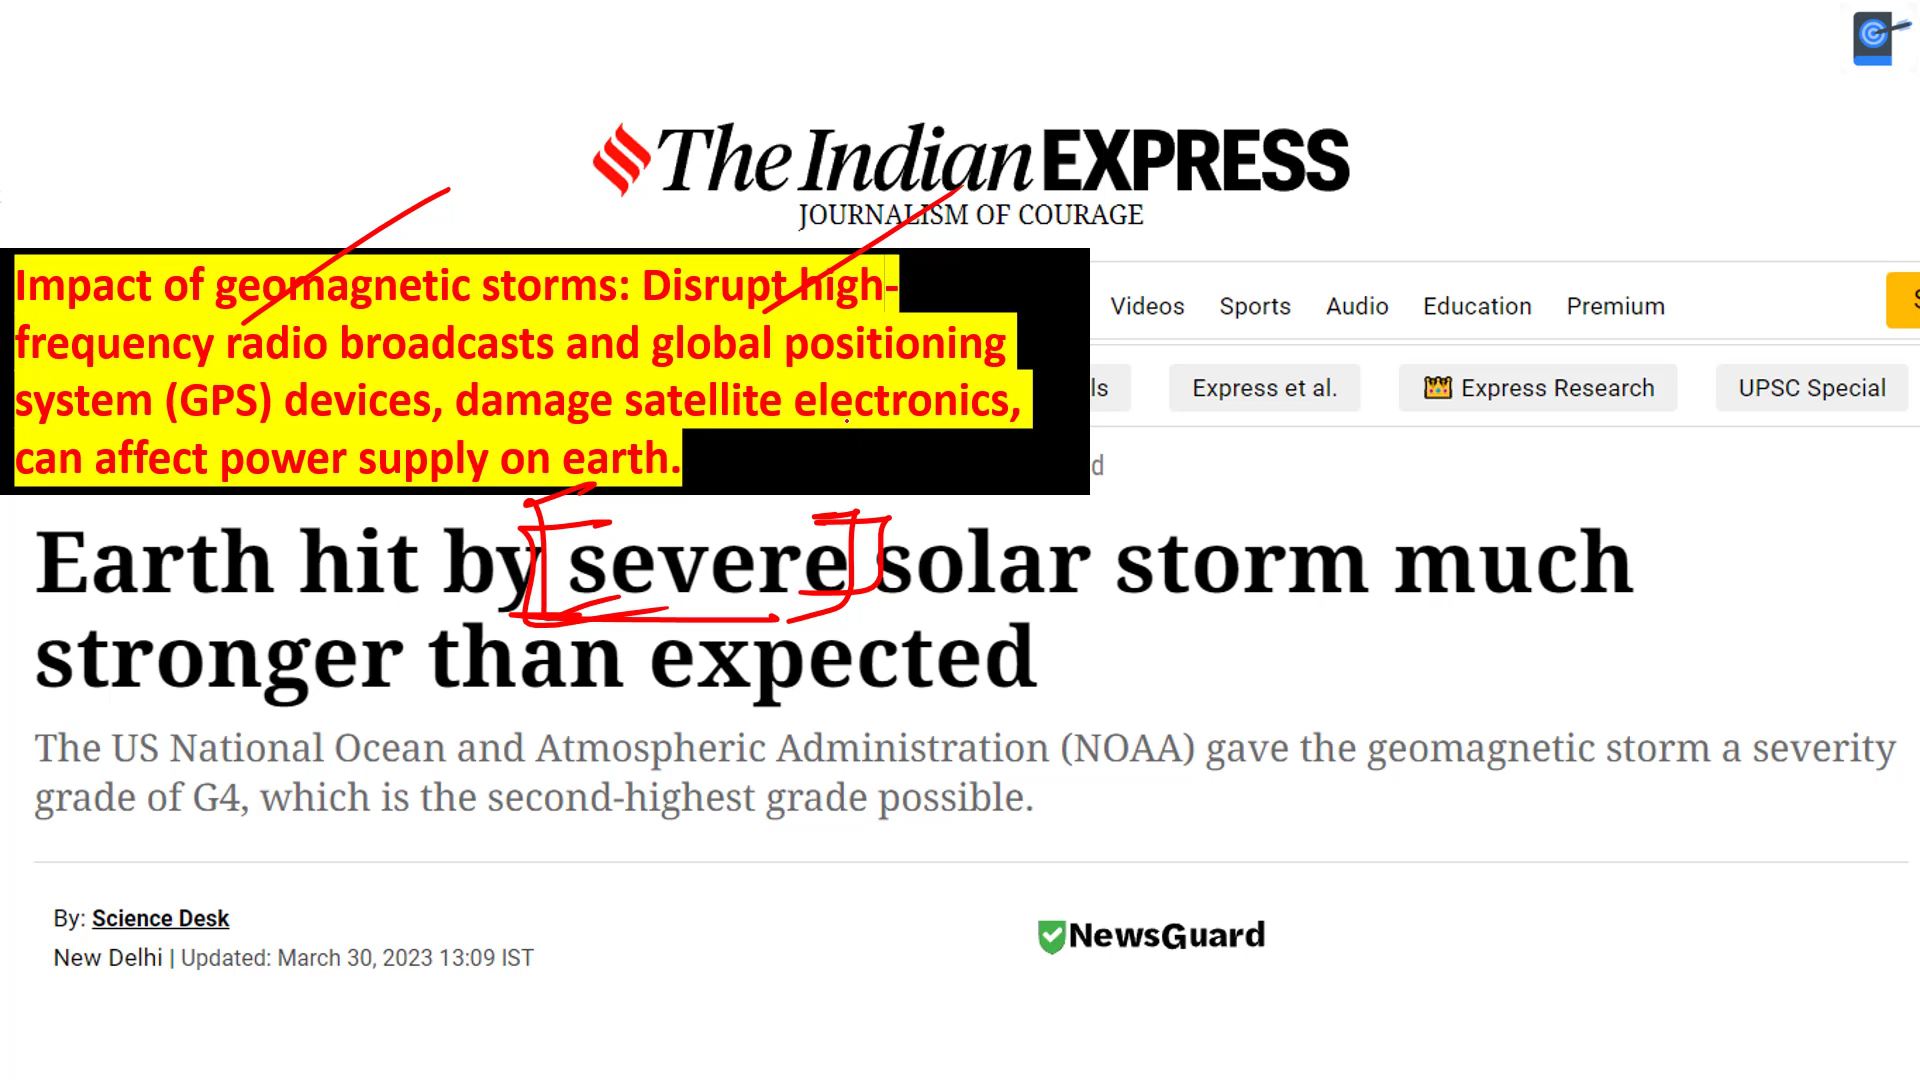 The Indian EXPRESS
JOURNALISM OF COURAGE
Impact of geomagnetic storms: Disrupt high-
frequency radio broadcasts and global positioning
system (GPS) devices, damage satellite electronics,
can affect power supply on earth.
Videos Sports Audio Education Premium
ls Express et al. Express Research UPSC Special
d
Earth hit by severe solar storm much
stronger than expected
The US National Ocean and Atmospheric Administration (NOAA) gave the geomagnetic storm a severity
grade of G4, which is the second-highest grade possible.
By: Science Desk
New Delhi | Updated: March 30, 2023 13:09 IST
NewsGuard